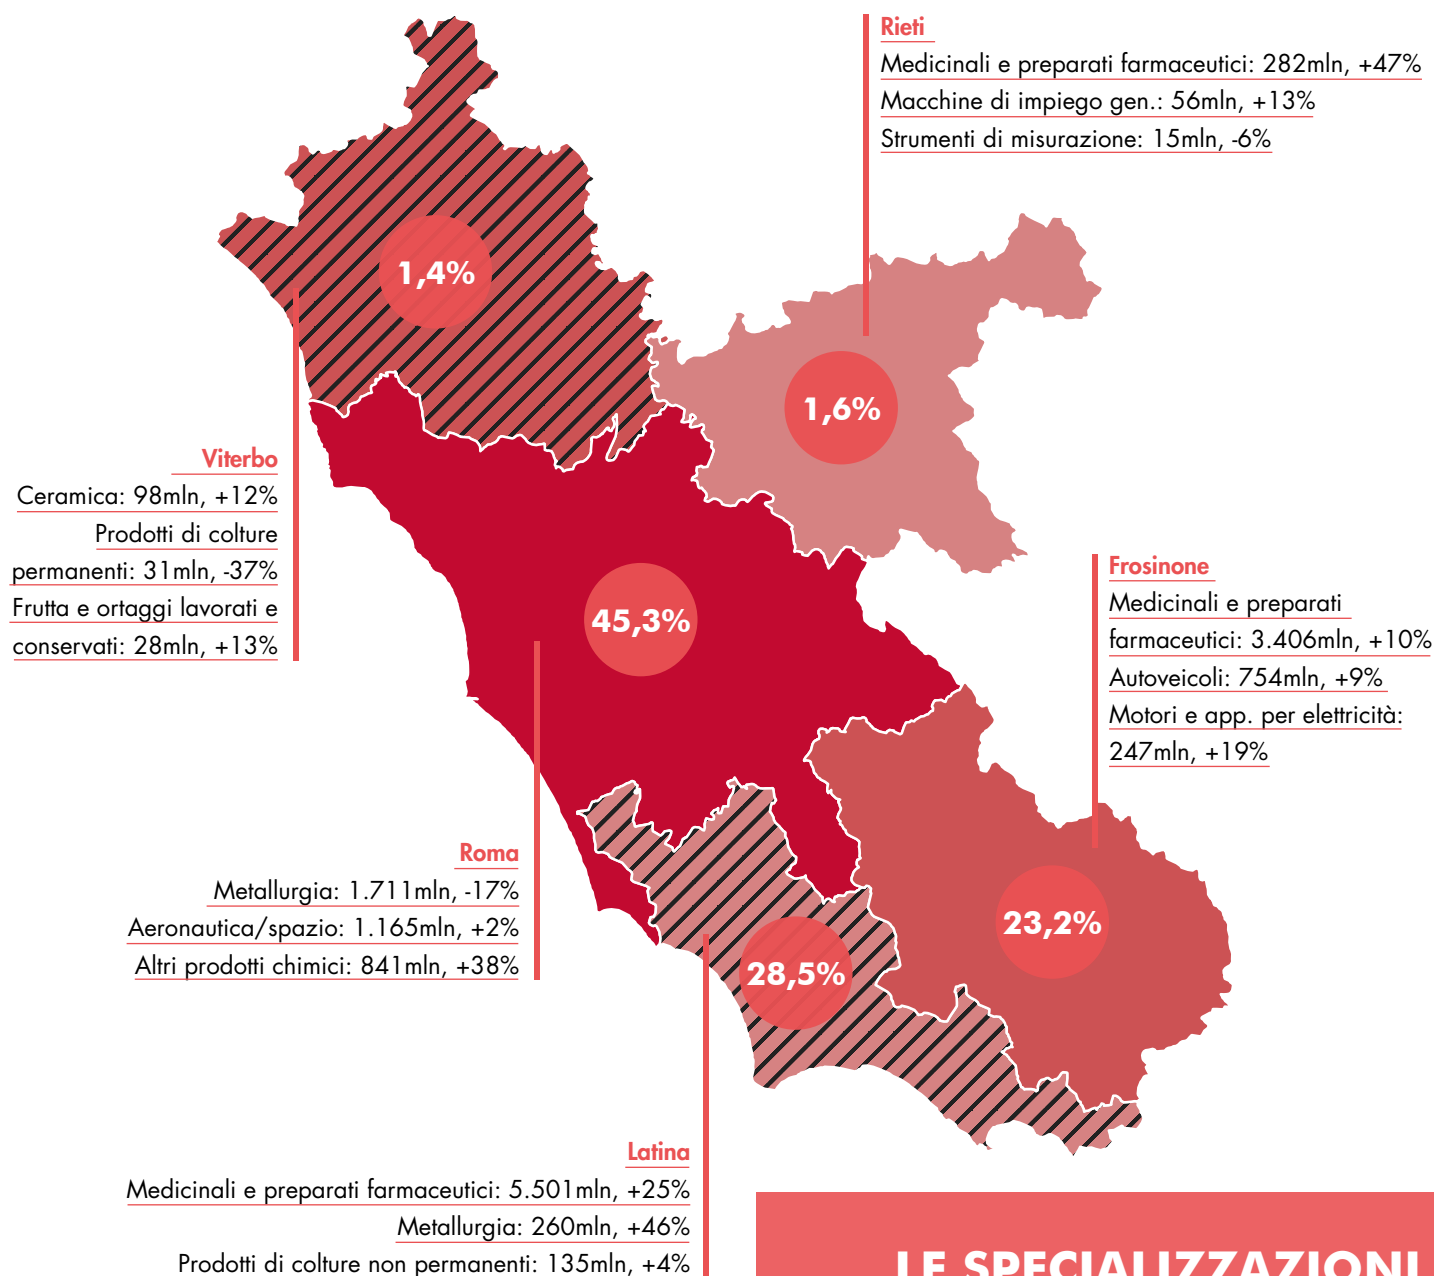 Rieti
Medicinali e preparati farmaceutici: 282mln, +47%
Macchine di impiego gen.: 56mln, +13%
Strumenti di misurazione: 15mln, -6%
1,4%
1,6%
Viterbo
Ceramica: 98mln, +12%
Prodotti di colture
permanenti: 31mln, -37%
Frutta e ortaggi lavorati e
conservati: 28mln, +13%
45,3%
Frosinone
Medicinali e preparati
farmaceutici: 3.406mln, +10%
Autoveicoli: 754mln, +9%
Motori e app. per elettricità:
247mln, +19%
Roma
Metallurgia: 1.711mln, -17%
Aeronautica/spazio: 1.165mln, +2%
Altri prodotti chimici: 841mln, +38%
23,2%
28,5%
Latina
Medicinali e preparati farmaceutici: 5.501mln, +25%
Metallurgia: 260mln, +46%
Prodotti di colture non permanenti: 135mln, +4%
LE SPECIALIZZAZIONI